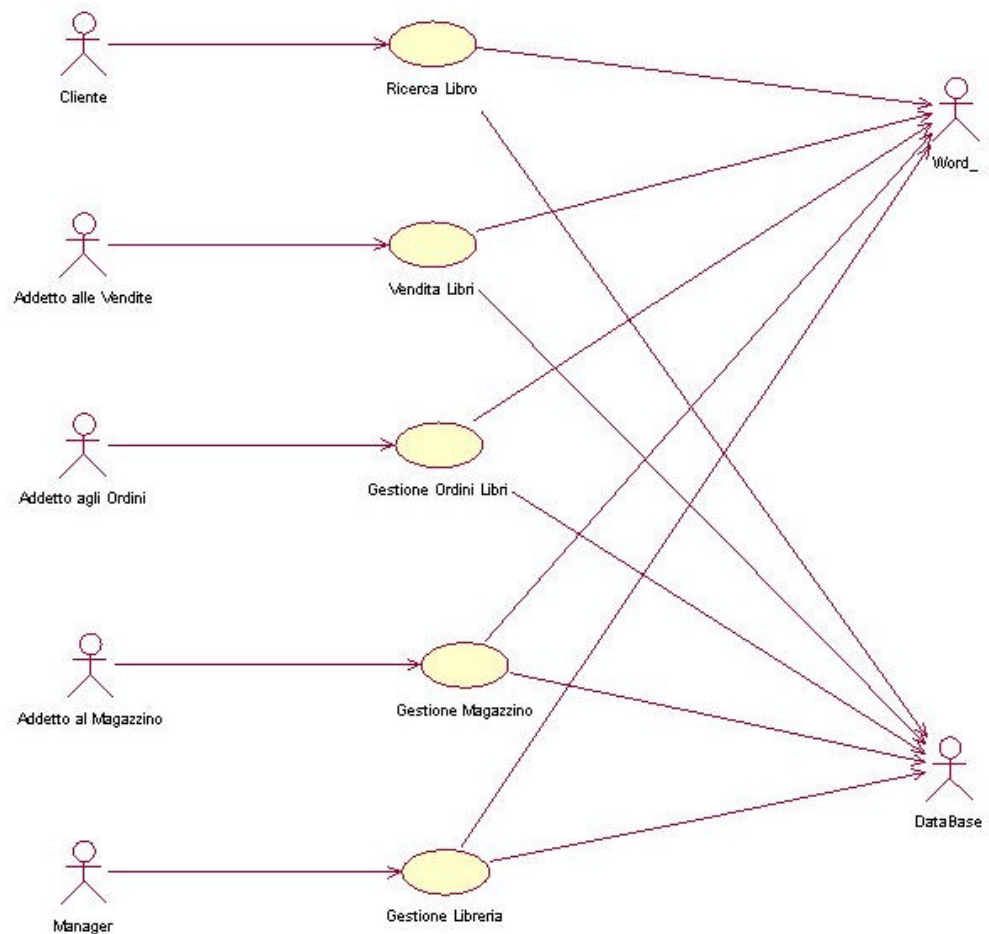 Cliente
Ricerca Libro
Word_
Addetto alle Vendite
Vendita Libri
Addetto agli Ordini
Gestione Ordini Libri
Addetto al Magazzino
Gestione Magazzino
DataBase
Manager
Gestione Libreria